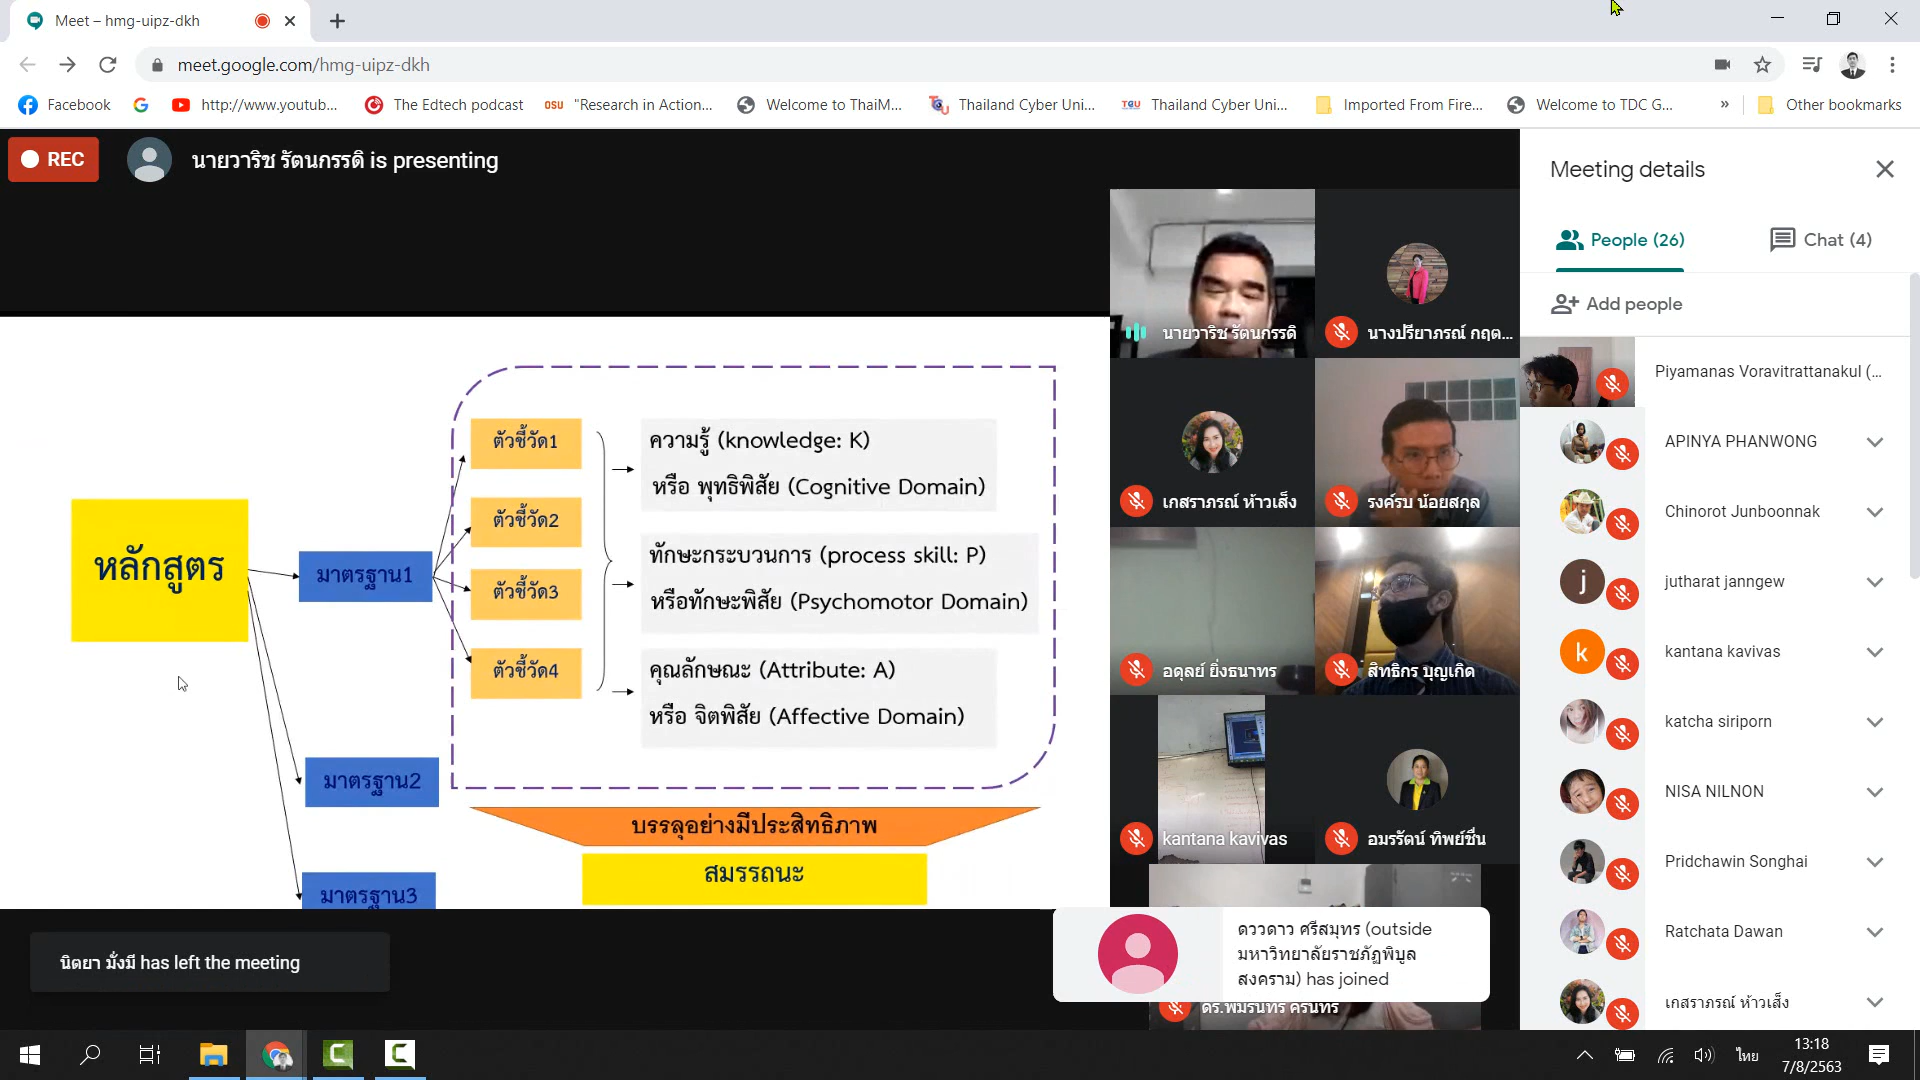 Meet – hmg-uipz-dkh
meet.google.com/hmg-uipz-dkh
Facebook
http://www.youtub...
The Edtech podcast
OSU
"Research in Action...
Welcome to ThaiM...
Thailand Cyber Uni...
TCU
Thailand Cyber Uni...
Imported From Fire...
Welcome to TDC G...
»
Other bookmarks
REC
นายวาริช รัตนกรรดิ is presenting
Meeting details
People (26)
Chat (4)
Add people
หลักสูตร
มาตรฐาน1
มาตรฐาน2
มาตรฐาน3
ตัวชี้วัด1
ตัวชี้วัด2
ตัวชี้วัด3
ตัวชี้วัด4
ความรู้ (knowledge: K)
หรือ พุทธิพิสัย (Cognitive Domain)
ทักษะกระบวนการ (process skill: P)
หรือทักษะพิสัย (Psychomotor Domain)
คุณลักษณะ (Attribute: A)
หรือ จิตพิสัย (Affective Domain)
บรรลุอย่างมีประสิทธิภาพ
สมรรถนะ
นายวาริช รัตนกรรดิ
นางปรียาภรณ์ กฤต...
เกสราภรณ์ ห้าวเส็ง
รงค์รบ น้อยสกุล
อดุลย์ ยิ่งธนาทร
สิทธิกร บุญเกิด
kantana kavivas
อมรรัตน์ ทิพย์ชื่น
Piyamanas Voravitrattanakul (...
APINYA PHANWONG
Chinorot Junboonnak
j
jutharat janngew
k
kantana kavivas
katcha siriporn
NISA NILNON
Pridchawin Songhai
Ratchata Dawan
เกสราภรณ์ ห้าวเส็ง
นิตยา มั่งมี has left the meeting
ดววดาว ศรีสมุทร (outside
มหาวิทยาลัยราชภัฏพิบูล
สงคราม) has joined
ไทย
13:18
7/8/2563